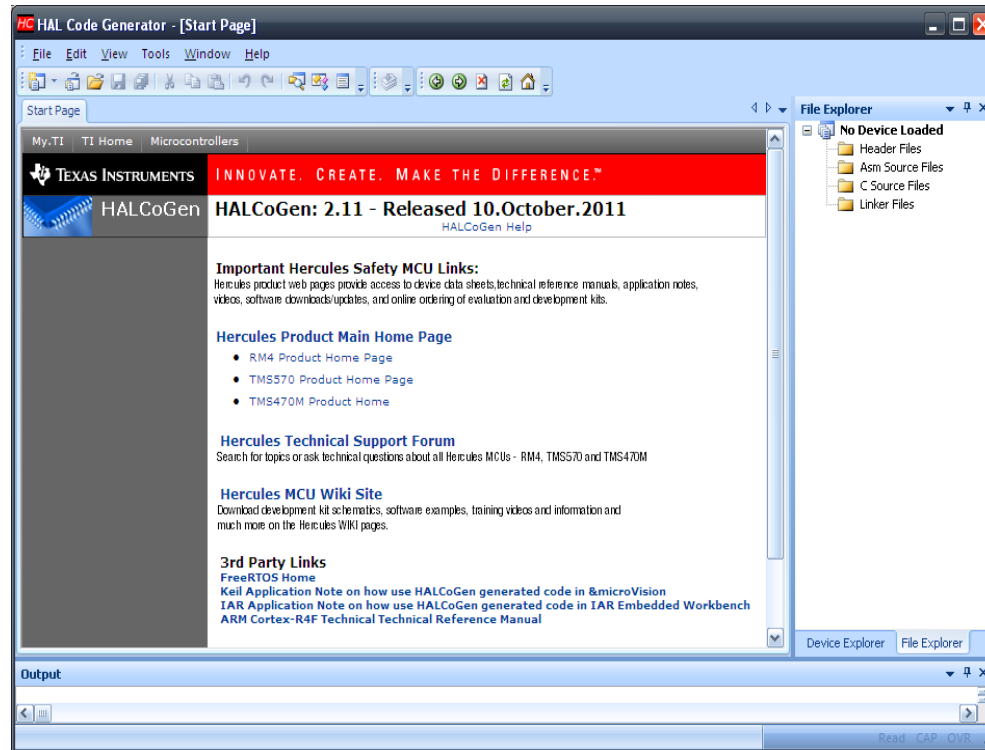 HAL Code Generator - [Start Page]
File Edit View Tools Window Help
Start Page
My.TI TI Home Microcontrollers
TEXAS INSTRUMENTS INNOVATE. CREATE. MAKE THE DIFFERENCE.™
HALCoGen HALCoGen: 2.11 - Released 10.October.2011
HALCoGen Help
Important Hercules Safety MCU Links:
Hercules product web pages provide access to device data sheets,technical reference manuals, application notes,
videos, software downloads/updates, and online ordering of evaluation and development kits.
Hercules Product Main Home Page
• RM4 Product Home Page
• TMS570 Product Home Page
• TMS470M Product Home
Hercules Technical Support Forum
Search for topics or ask technical questions about all Hercules MCUs - RM4, TMS570 and TMS470M
Hercules MCU Wiki Site
Download development kit schematics, software examples, training videos and information and
much more on the Hercules WIKI pages.
3rd Party Links
FreeRTOS Home
Keil Application Note on how use HALCoGen generated code in &microVision
IAR Application Note on how use HALCoGen generated code in IAR Embedded Workbench
ARM Cortex-R4F Technical Technical Reference Manual
File Explorer
No Device Loaded
Header Files
Asm Source Files
C Source Files
Linker Files
Device Explorer File Explorer
Output
Read CAP OVR